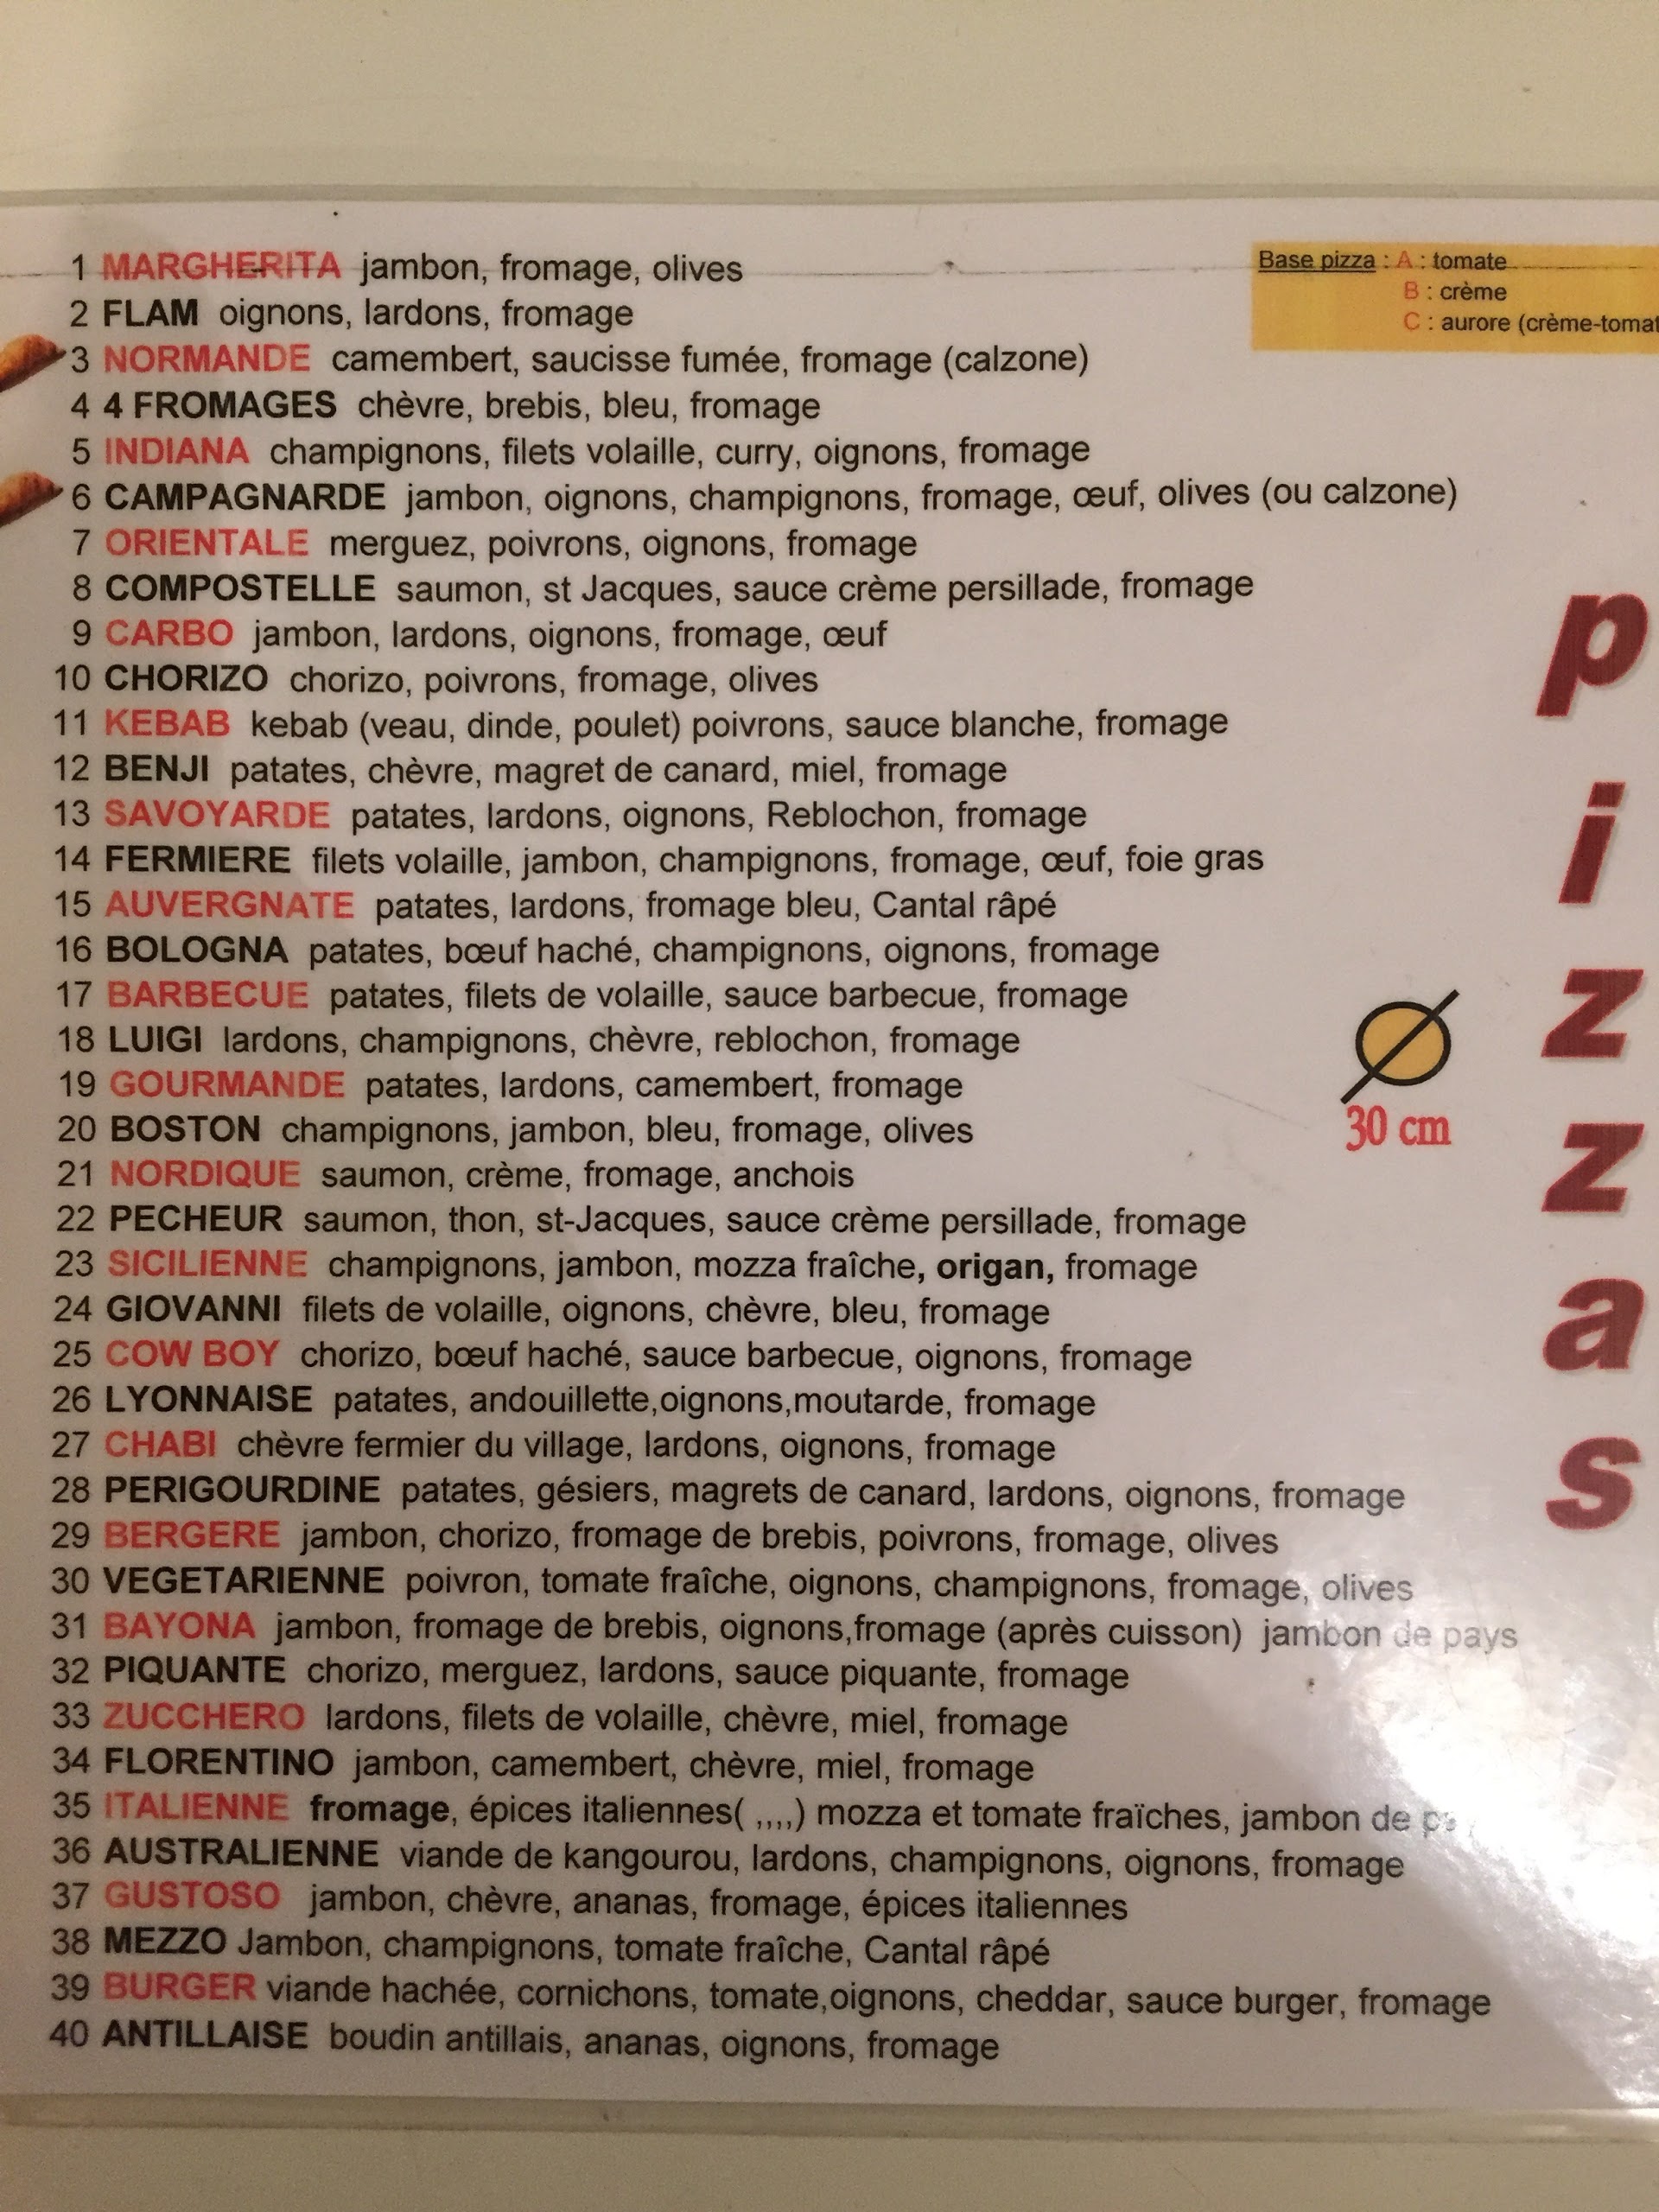 1 MARGHERITA jambon, fromage, olives
2 FLAM oignons, lardons, fromage
3 NORMANDE camembert, saucisse fumée, fromage (calzone)
4 4 FROMAGES chèvre, brebis, bleu, fromage
5 INDIANA champignons, filets volaille, curry, oignons, fromage
6 CAMPAGNARDE jambon, oignons, champignons, fromage, œuf, olives (ou calzone)
7 ORIENTALE merguez, poivrons, oignons, fromage
8 COMPOSTELLE saumon, st Jacques, sauce crème persillade, fromage
9 CARBO jambon, lardons, oignons, fromage, œuf
10 CHORIZO chorizo, poivrons, fromage, olives
11 KEBAB kebab (veau, dinde, poulet) poivrons, sauce blanche, fromage
12 BENJI patates, chèvre, magret de canard, miel, fromage
13 SAVOYARDE patates, lardons, oignons, Reblochon, fromage
14 FERMIERE filets volaille, jambon, champignons, fromage, œuf, foie gras
15 AUVERGNATE patates, lardons, fromage bleu, Cantal râpé
16 BOLOGNA patates, bœuf haché, champignons, oignons, fromage
17 BARBECUE patates, filets de volaille, sauce barbecue, fromage
18 LUIGI lardons, champignons, chèvre, reblochon, fromage
19 GOURMANDE patates, lardons, camembert, fromage
20 BOSTON champignons, jambon, bleu, fromage, olives
21 NORDIQUE saumon, crème, fromage, anchois
22 PECHEUR saumon, thon, st-Jacques, sauce crème persillade, fromage
23 SICILIENNE champignons, jambon, mozza fraîche, origan, fromage
24 GIOVANNI filets de volaille, oignons, chèvre, bleu, fromage
25 COW BOY chorizo, bœuf haché, sauce barbecue, oignons, fromage
26 LYONNAISE patates, andouillette,oignons,moutarde, fromage
27 CHABI chèvre fermier du village, lardons, oignons, fromage
28 PERIGOURDINE patates, gésiers, magrets de canard, lardons, oignons, fromage
29 BERGERE jambon, chorizo, fromage de brebis, poivrons, fromage, olives
30 VEGETARIENNE poivron, tomate fraîche, oignons, champignons, fromage, olives
31 BAYONA jambon, fromage de brebis, oignons,fromage (après cuisson) jambon de pays
32 PIQUANTE chorizo, merguez, lardons, sauce piquante, fromage
33 ZUCCHERO lardons, filets de volaille, chèvre, miel, fromage
34 FLORENTINO jambon, camembert, chèvre, miel, fromage
35 ITALIENNE fromage, épices italiennes( ,,,,) mozza et tomate fraïches, jambon de
36 AUSTRALIENNE viande de kangourou, lardons, champignons, oignons, fromage
37 GUSTOSO jambon, chèvre, ananas, fromage, épices italiennes
38 MEZZO Jambon, champignons, tomate fraîche, Cantal râpé
39 BURGER viande hachée, cornichons, tomate,oignons, cheddar, sauce burger, fromage
40 ANTILLAISE boudin antillais, ananas, oignons, fromage
Base pizza : A : tomate
B : crème
C : aurore (crème-tomat
30 cm
pizzas